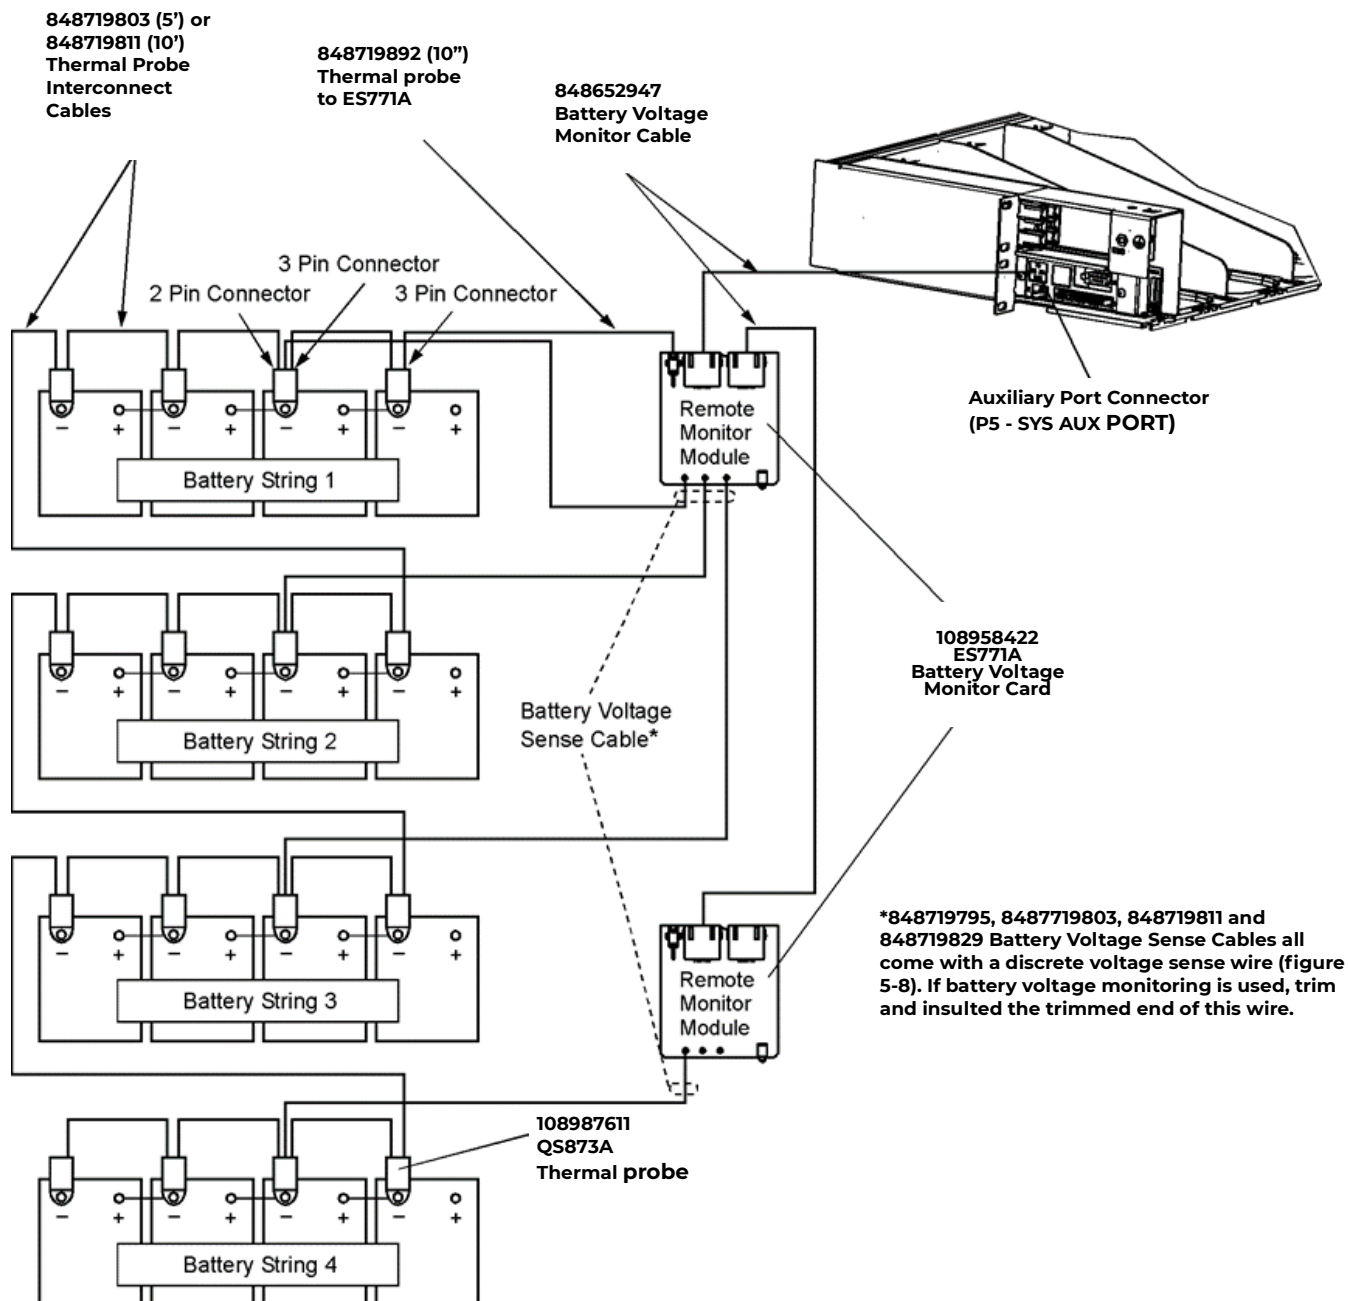 848719803 (5’) or
848719811 (10’)
Thermal Probe
Interconnect
Cables
848719892 (10”)
Thermal probe
to ES771A
848652947
Battery Voltage
Monitor Cable
3 Pin Connector
2 Pin Connector
3 Pin Connector
Auxiliary Port Connector
(P5 - SYS AUX PORT)
Remote
Monitor
Module
− + − + − + − +
Battery String 1
108958422
ES771A
Battery Voltage
Monitor Card
− + − + − + − +
Battery String 2
Battery Voltage
Sense Cable*
*848719795, 8487719803, 848719811 and
848719829 Battery Voltage Sense Cables all
come with a discrete voltage sense wire (figure
5-8). If battery voltage monitoring is used, trim
and insulted the trimmed end of this wire.
− + − + − + − +
Battery String 3
Remote
Monitor
Module
108987611
QS873A
Thermal probe
− + − + − + − +
Battery String 4